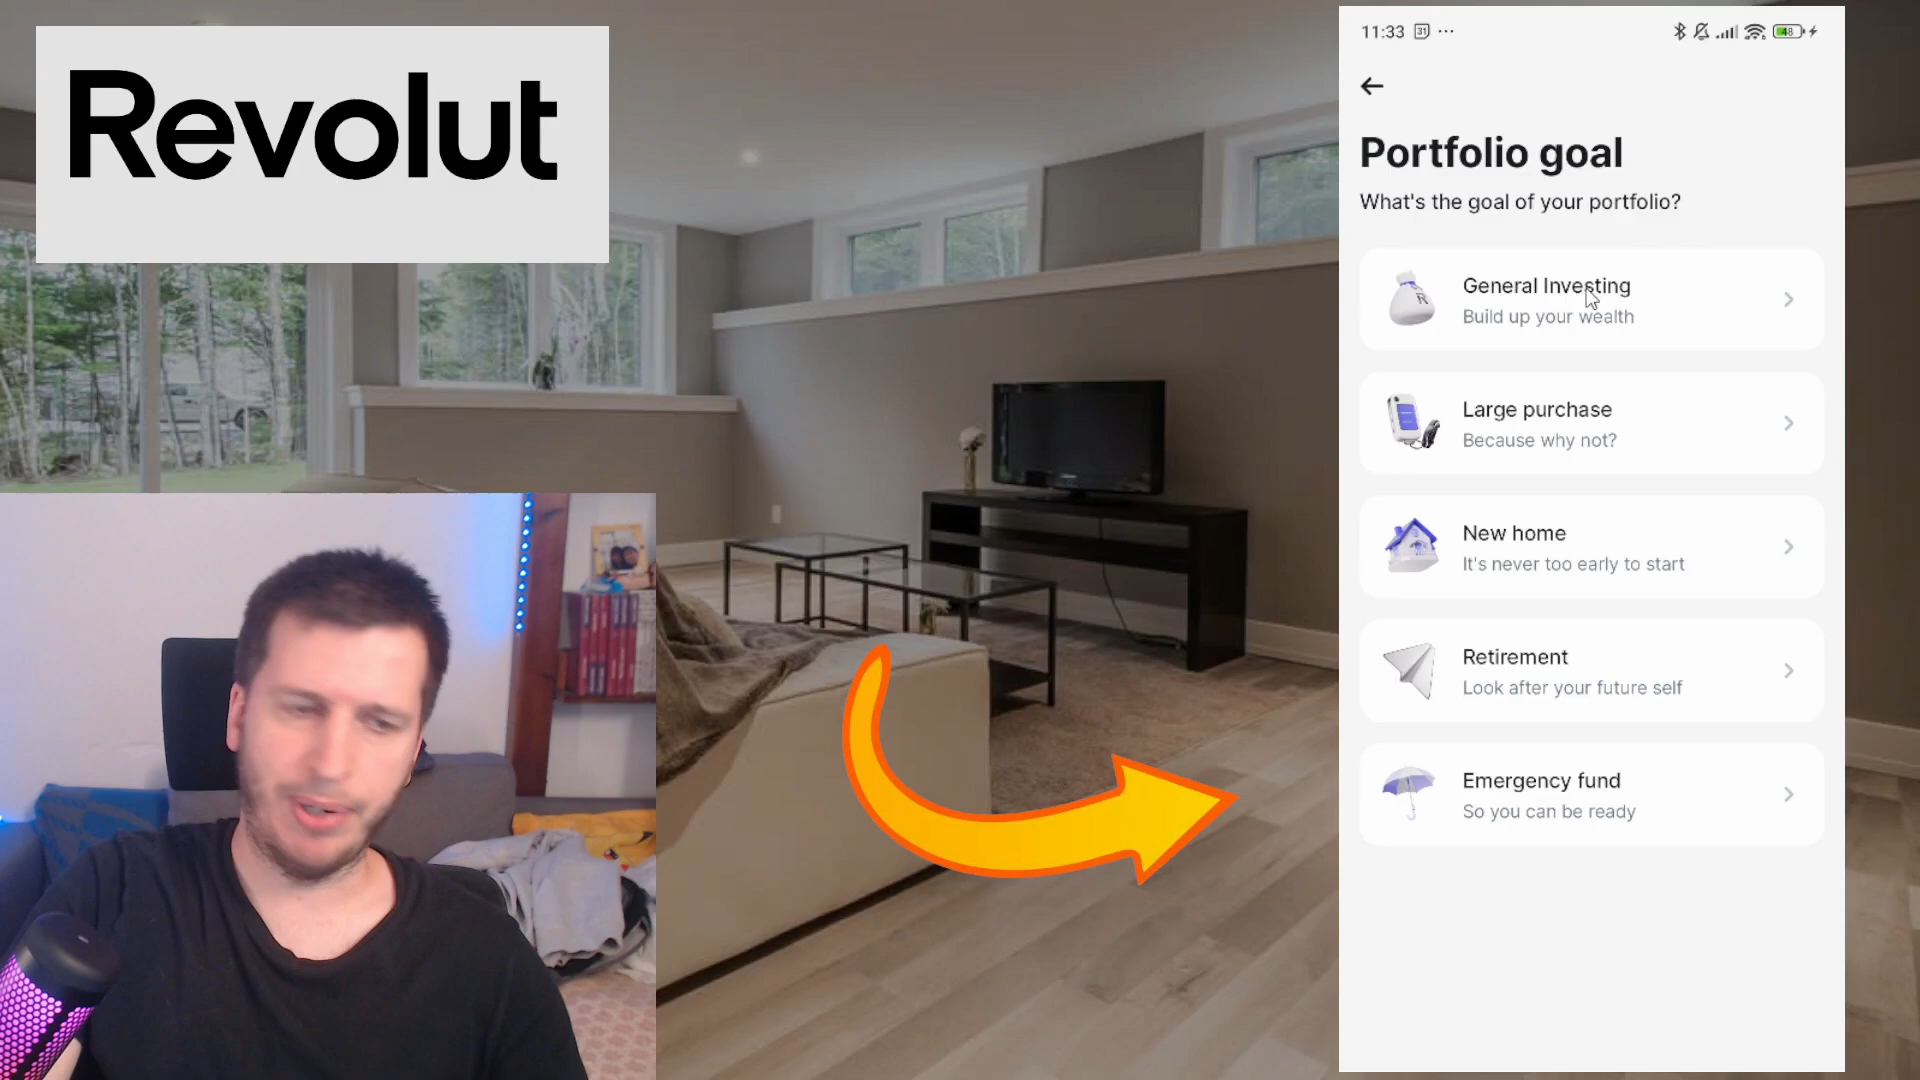 Revolut
11:33 31 ···
48
Portfolio goal
What's the goal of your portfolio?
General Investing
Build up your wealth
R
Large purchase
Because why not?
New home
It's never too early to start
Retirement
Look after your future self
Emergency fund
So you can be ready